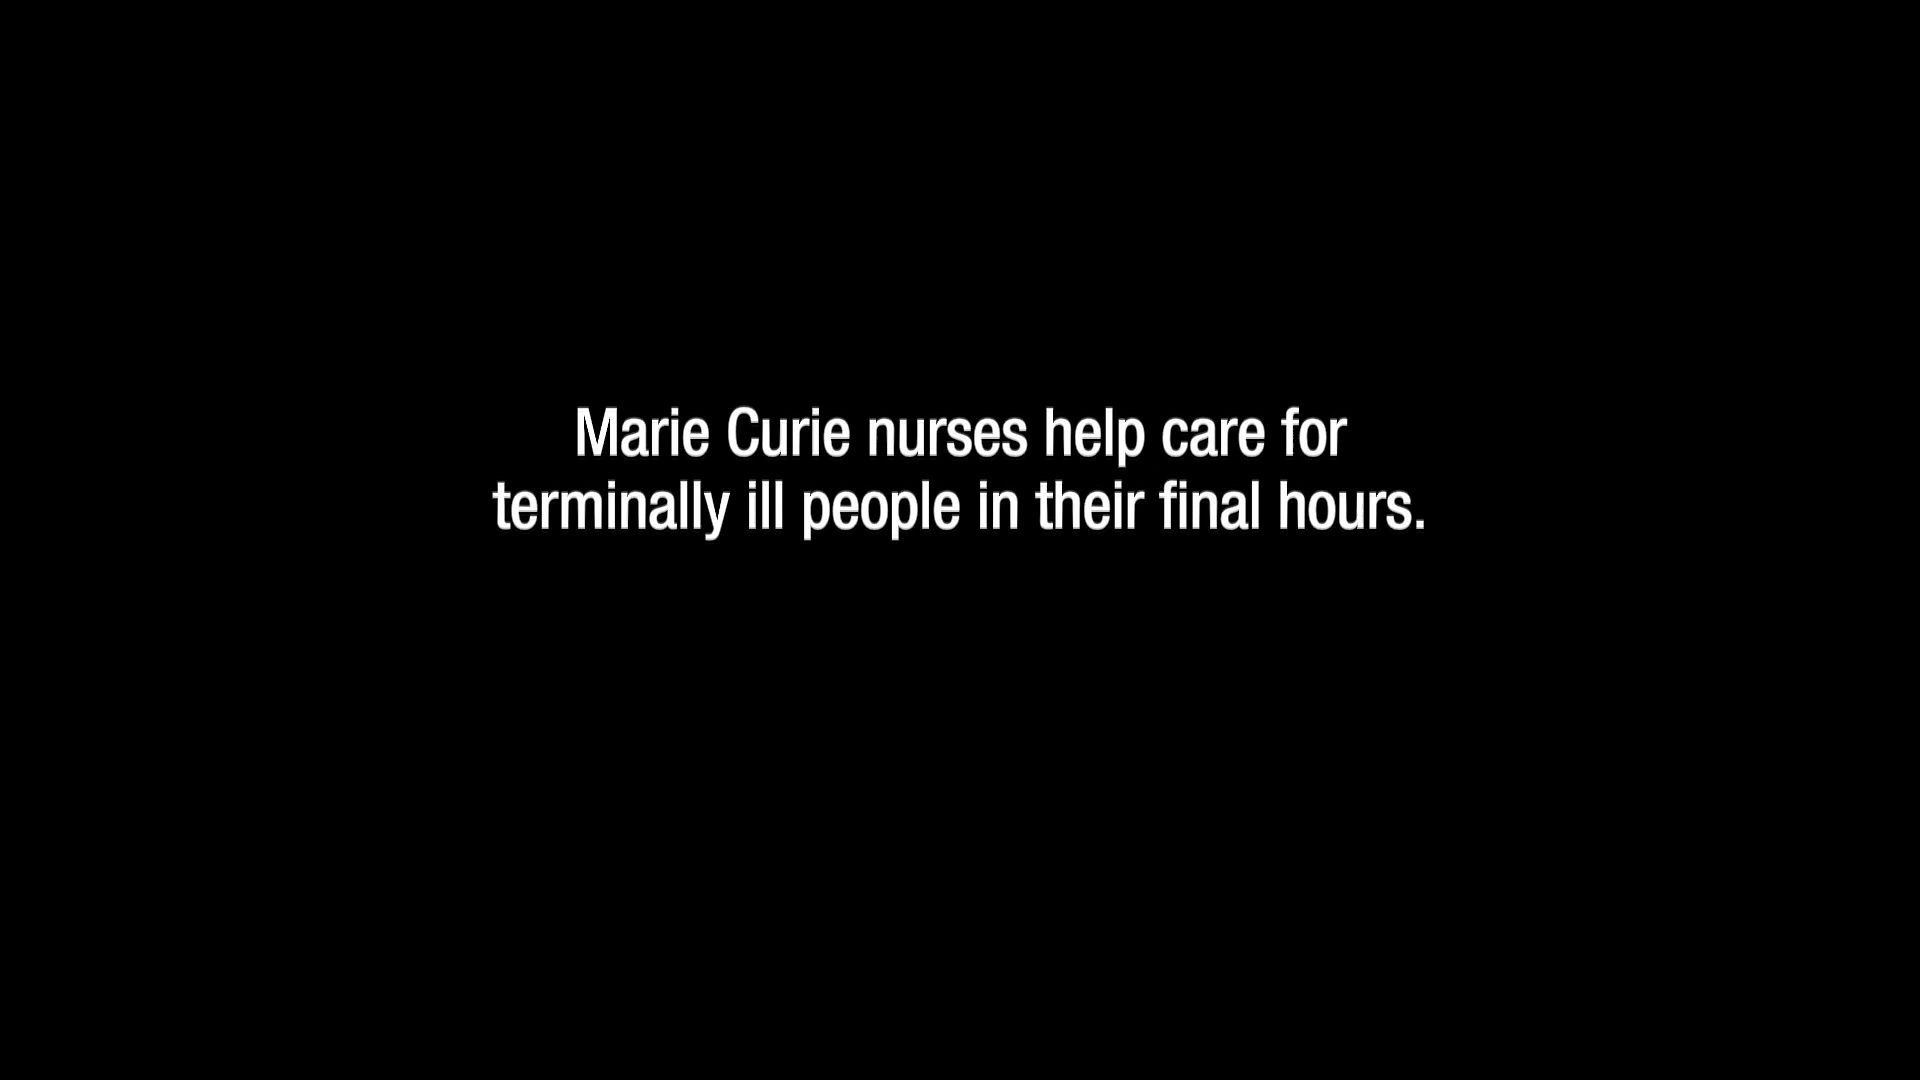 Marie Curie nurses help care for
terminally ill people in their final hours.